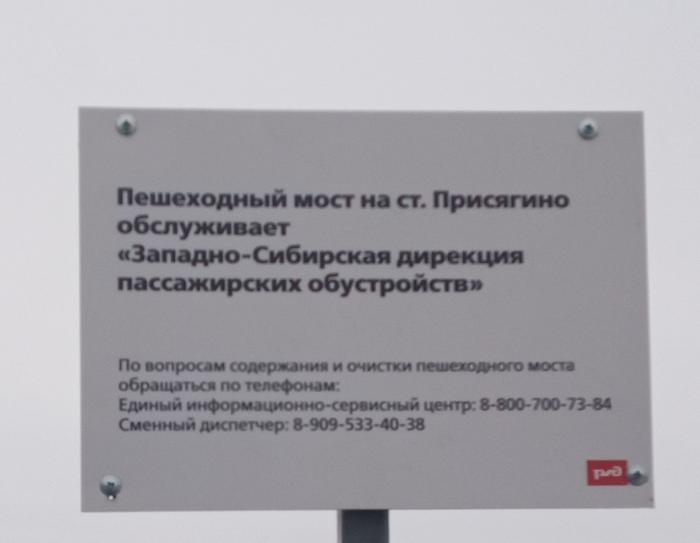 Пешеходный мост на ст. Присягино
обслуживает
«Западно-Сибирская дирекция
пассажирских обустройств»
По вопросам содержания и очистки пешеходного моста
обращаться по телефонам:
Единый информационно-сервисный центр: 8-800-700-73-84
Сменный диспетчер: 8-909-533-40-38
РЖД